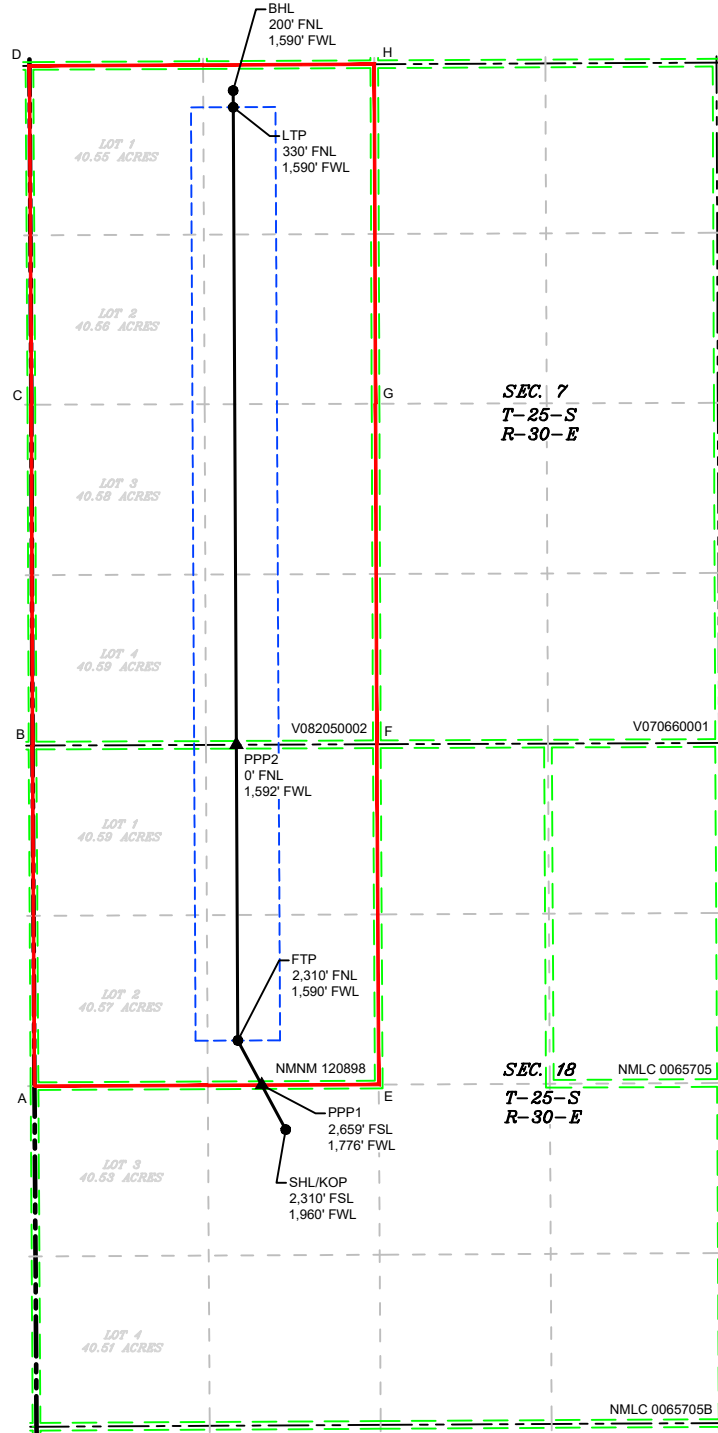 BHL
200' FNL
1,590' FWL
D
H
LTP
330' FNL
1,590' FWL
LOT 1
40.55 ACRES
LOT 2
40.56 ACRES
C
G
SEC. 7
T-25-S
R-30-E
LOT 3
40.58 ACRES
LOT 4
40.59 ACRES
V082050002
V070660001
B
F
PPP2
0' FNL
1,592' FWL
LOT 1
40.59 ACRES
FTP
2,310' FNL
1,590' FWL
LOT 2
40.57 ACRES
NMNM 120898
SEC. 18
T-25-S
R-30-E
NMLC 0065705
A
E
PPP1
2,659' FSL
1,776' FWL
LOT 3
40.53 ACRES
SHL/KOP
2,310' FSL
1,960' FWL
LOT 4
40.51 ACRES
NMLC 0065705B